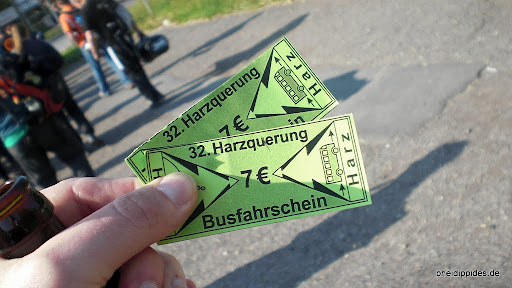 32. Harzquerung
7 €
Harz
32. Harzquerung
7 €
Harz
Busfahrschein
pheidippides.de